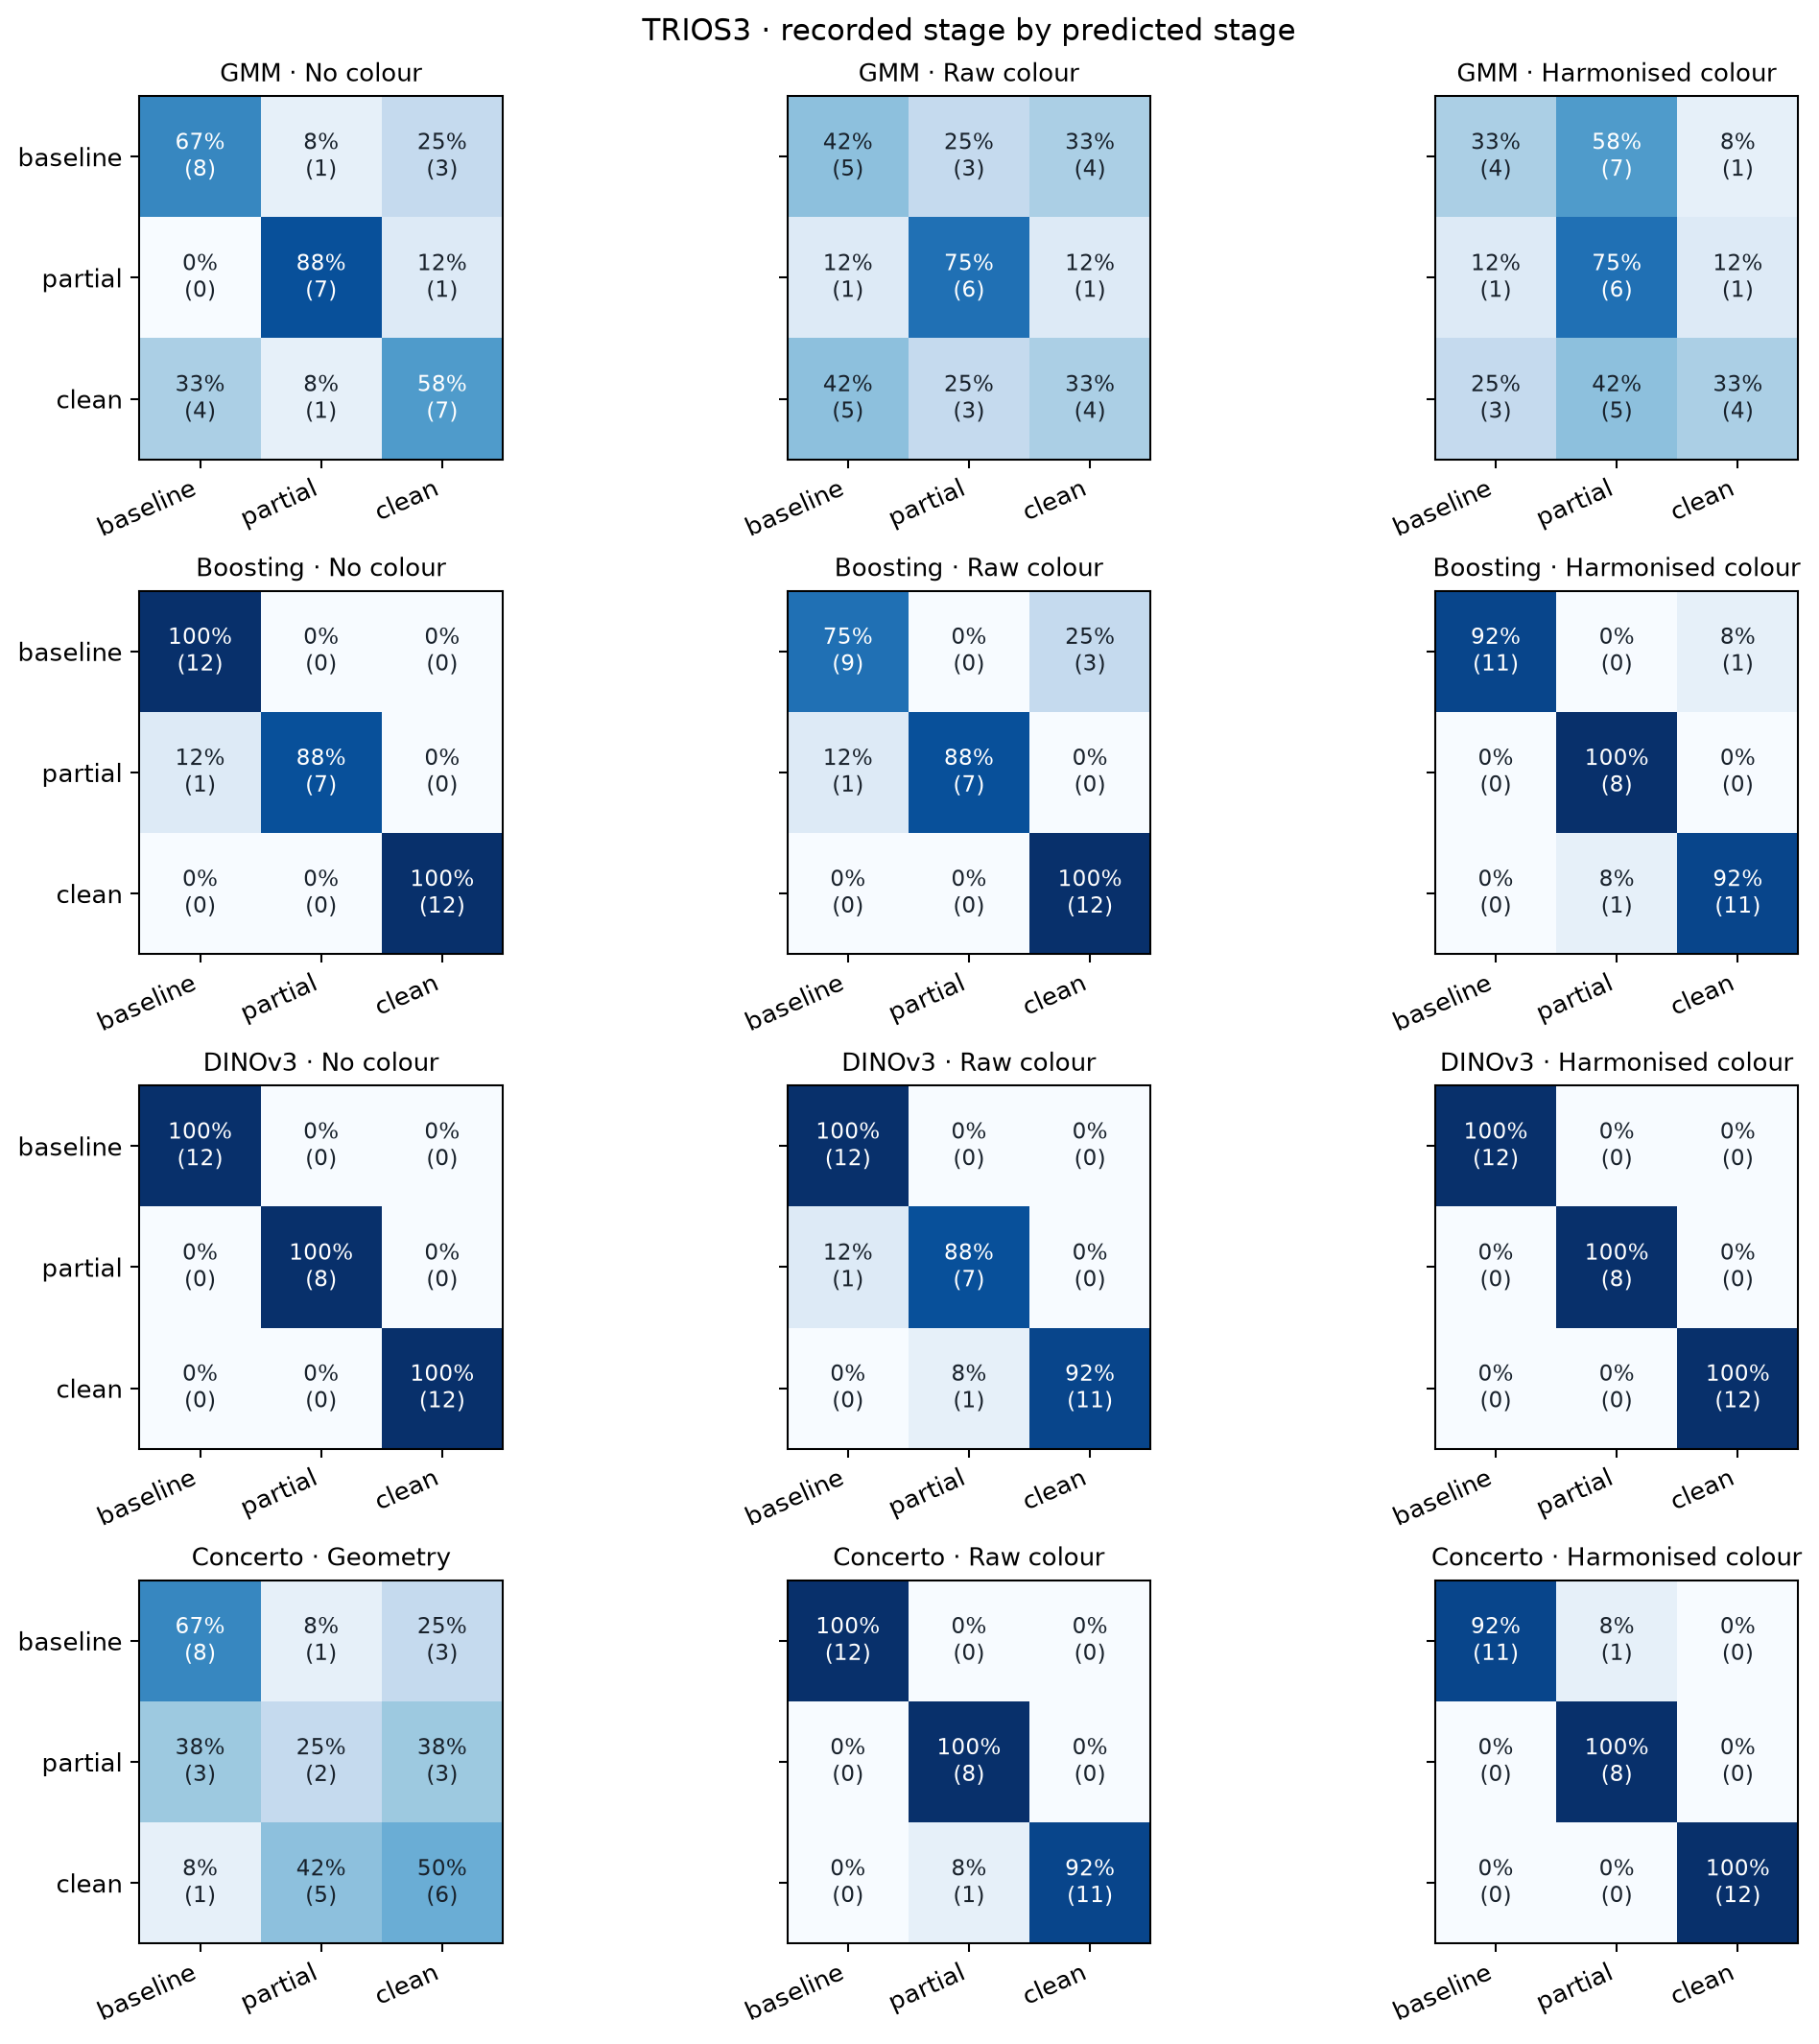 TRIOS3 · recorded stage by predicted stage
GMM · No colour
GMM · Raw colour
GMM · Harmonised colour
baseline 67% 8% 25% 42% 25% 33% 33% 58% 8%
(8) (1) (3) (5) (3) (4) (4) (7) (1)
partial 0% 88% 12% 12% 75% 12% 12% 75% 12%
(0) (7) (1) (1) (6) (1) (1) (6) (1)
clean 33% 8% 58% 42% 25% 33% 25% 42% 33%
(4) (1) (7) (5) (3) (4) (3) (5) (4)
baseline partial clean baseline partial clean baseline partial clean
Boosting · No colour
Boosting · Raw colour
Boosting · Harmonised colour
baseline 100% 0% 0% 75% 0% 25% 92% 0% 8%
(12) (0) (0) (9) (0) (3) (11) (0) (1)
partial 12% 88% 0% 12% 88% 0% 0% 100% 0%
(1) (7) (0) (1) (7) (0) (0) (8) (0)
clean 0% 0% 100% 0% 0% 100% 0% 8% 92%
(0) (0) (12) (0) (0) (12) (0) (1) (11)
baseline partial clean baseline partial clean baseline partial clean
DINOv3 · No colour
DINOv3 · Raw colour
DINOv3 · Harmonised colour
baseline 100% 0% 0% 100% 0% 0% 100% 0% 0%
(12) (0) (0) (12) (0) (0) (12) (0) (0)
partial 0% 100% 0% 12% 88% 0% 0% 100% 0%
(0) (8) (0) (1) (7) (0) (0) (8) (0)
clean 0% 0% 100% 0% 8% 92% 0% 0% 100%
(0) (0) (12) (0) (1) (11) (0) (0) (12)
baseline partial clean baseline partial clean baseline partial clean
Concerto · Geometry
Concerto · Raw colour
Concerto · Harmonised colour
baseline 67% 8% 25% 100% 0% 0% 92% 8% 0%
(8) (1) (3) (12) (0) (0) (11) (1) (0)
partial 38% 25% 38% 0% 100% 0% 0% 100% 0%
(3) (2) (3) (0) (8) (0) (0) (8) (0)
clean 8% 42% 50% 0% 8% 92% 0% 0% 100%
(1) (5) (6) (0) (1) (11) (0) (0) (12)
baseline partial clean baseline partial clean baseline partial clean